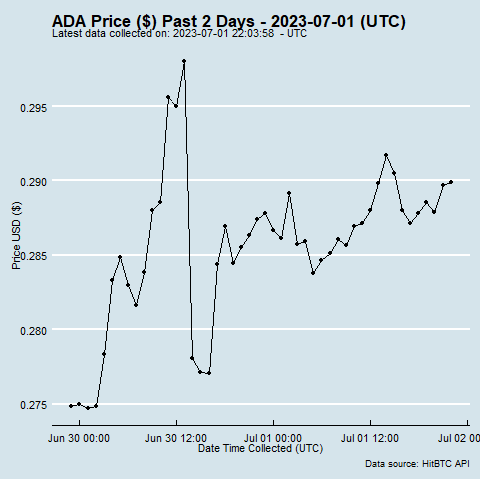 ADA Price ($) Past 2 Days - 2023-07-01 (UTC)
Latest data collected on: 2023-07-01 22:03:58 - UTC
0.295
0.290
0.285
0.280
0.275
Price USD ($)
Jun 30 00:00 Jun 30 12:00 Jul 01 00:00 Jul 01 12:00 Jul 02 00
Date Time Collected (UTC)
Data source: HitBTC API